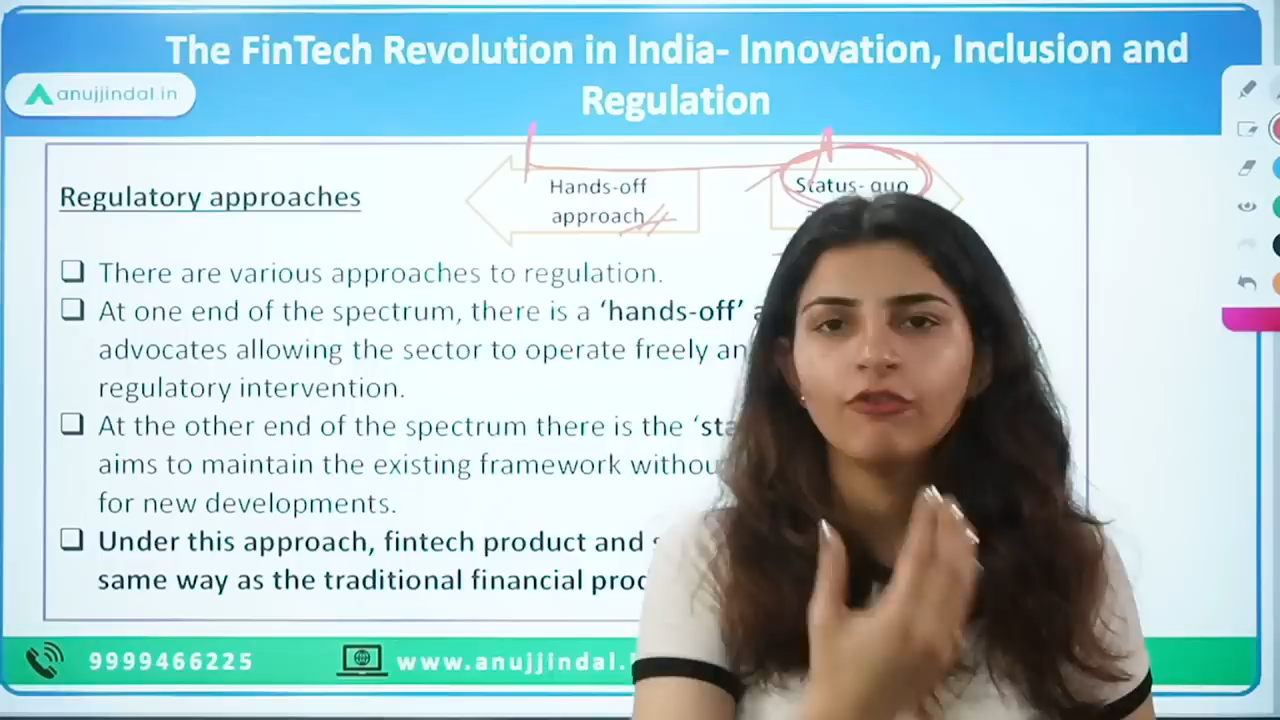 The FinTech Revolution in India- Innovation, Inclusion and
Regulation
anujjindal.in
Regulatory approaches
Hands-off
approach
Status- quo
❑ There are various approaches to regulation.
❑ At one end of the spectrum, there is a ‘hands-off’
advocates allowing the sector to operate freely
regulatory intervention.
❑ At the other end of the spectrum there is the
aims to maintain the existing framework
for new developments.
❑ Under this approach, fintech product and
same way as the traditional financial
9999466225
www.anujjindal.